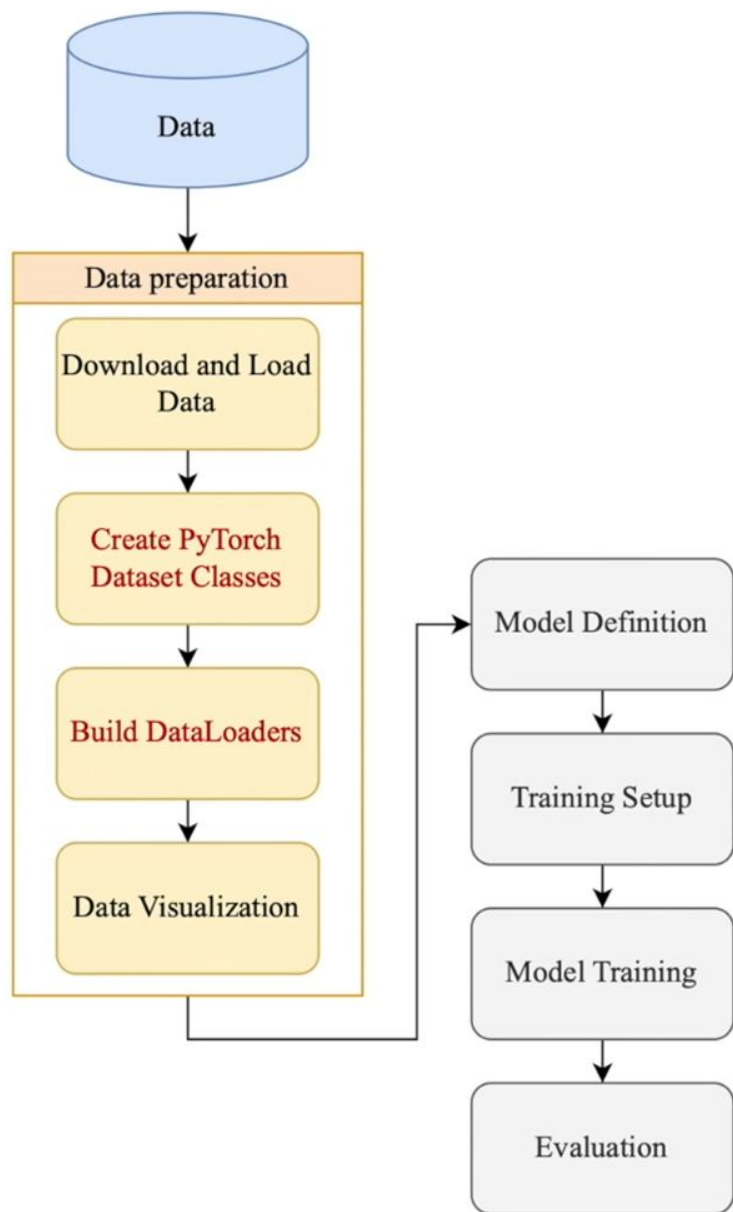 Data
Data preparation
Download and Load
Data
Create PyTorch
Dataset Classes
Build DataLoaders
Data Visualization
Model Definition
Training Setup
Model Training
Evaluation